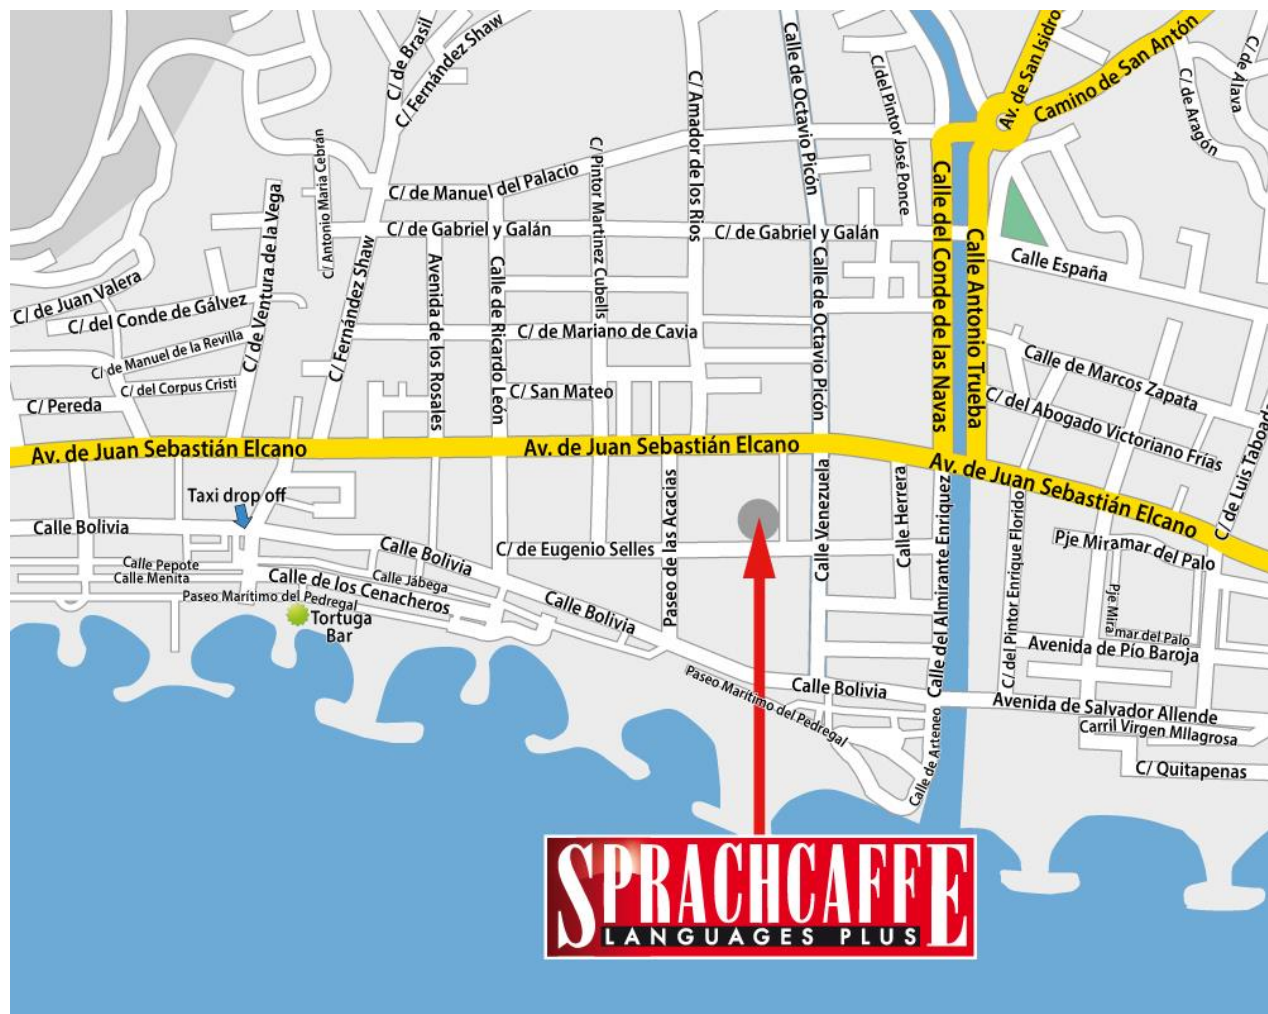 C/ de Brasil
C/ Fernández Shaw
Calle de Octavio Picón
C/del Pintor José Ponce
Av. de San Isidro
Camino de San Antón
C/ de Alava
C/ de Aragón
C/ Amador de los Rios
C/ Antonio Maria Cebrán
C/ Pintor Martinez Cubells
C/ de Manuel del Palacio
C/ de Gabriel y Galán
C/ de Gabriel y Galán
Calle del Conde de las Navas
Calle Antonio Trueba
Calle España
C/ de Juan Valera
C/ del Conde de Gálvez
C/ de Ventura de la Vega
C/ Fernández Shaw
Avenida de los Rosales
Calle de Ricardo León
Calle de Octavio Picón
C/ de Mariano de Cavia
C/ de Manuel de la Revilla
C/ del Corpus Cristi
C/ San Mateo
C/ Pereda
Calle de Marcos Zapata
C/ del Abogado Victoriano Frías
C/ de Luis Taboada
Av. de Juan Sebastián Elcano
Av. de Juan Sebastián Elcano
Av. de Juan Sebastián Elcano
Taxi drop off
Paseo de las Acacias
Calle Venezuela
Calle Herrera
Calle del Almirante Enríquez
C/del Pintor Enrique Florido
Calle Bolivia
Calle Bolivia
C/ de Eugenio Selles
Pje Miramar del Palo
Calle Pepote
Calle Menita
Calle Jábega
Calle de los Cenacheros
Paseo Marítimo del Pedregal
Tortuga
Bar
Calle Bolivia
Pje Mira
mar del Palo
Avenida de Pío Baroja
Calle Bolivia
Paseo Marítimo del Pedregal
Avenida de Salvador Allende
Carril Virgen MIlagrosa
Calle de Arteneo
C/ Quitapenas
SPRACHCAFFE
LANGUAGES PLUS